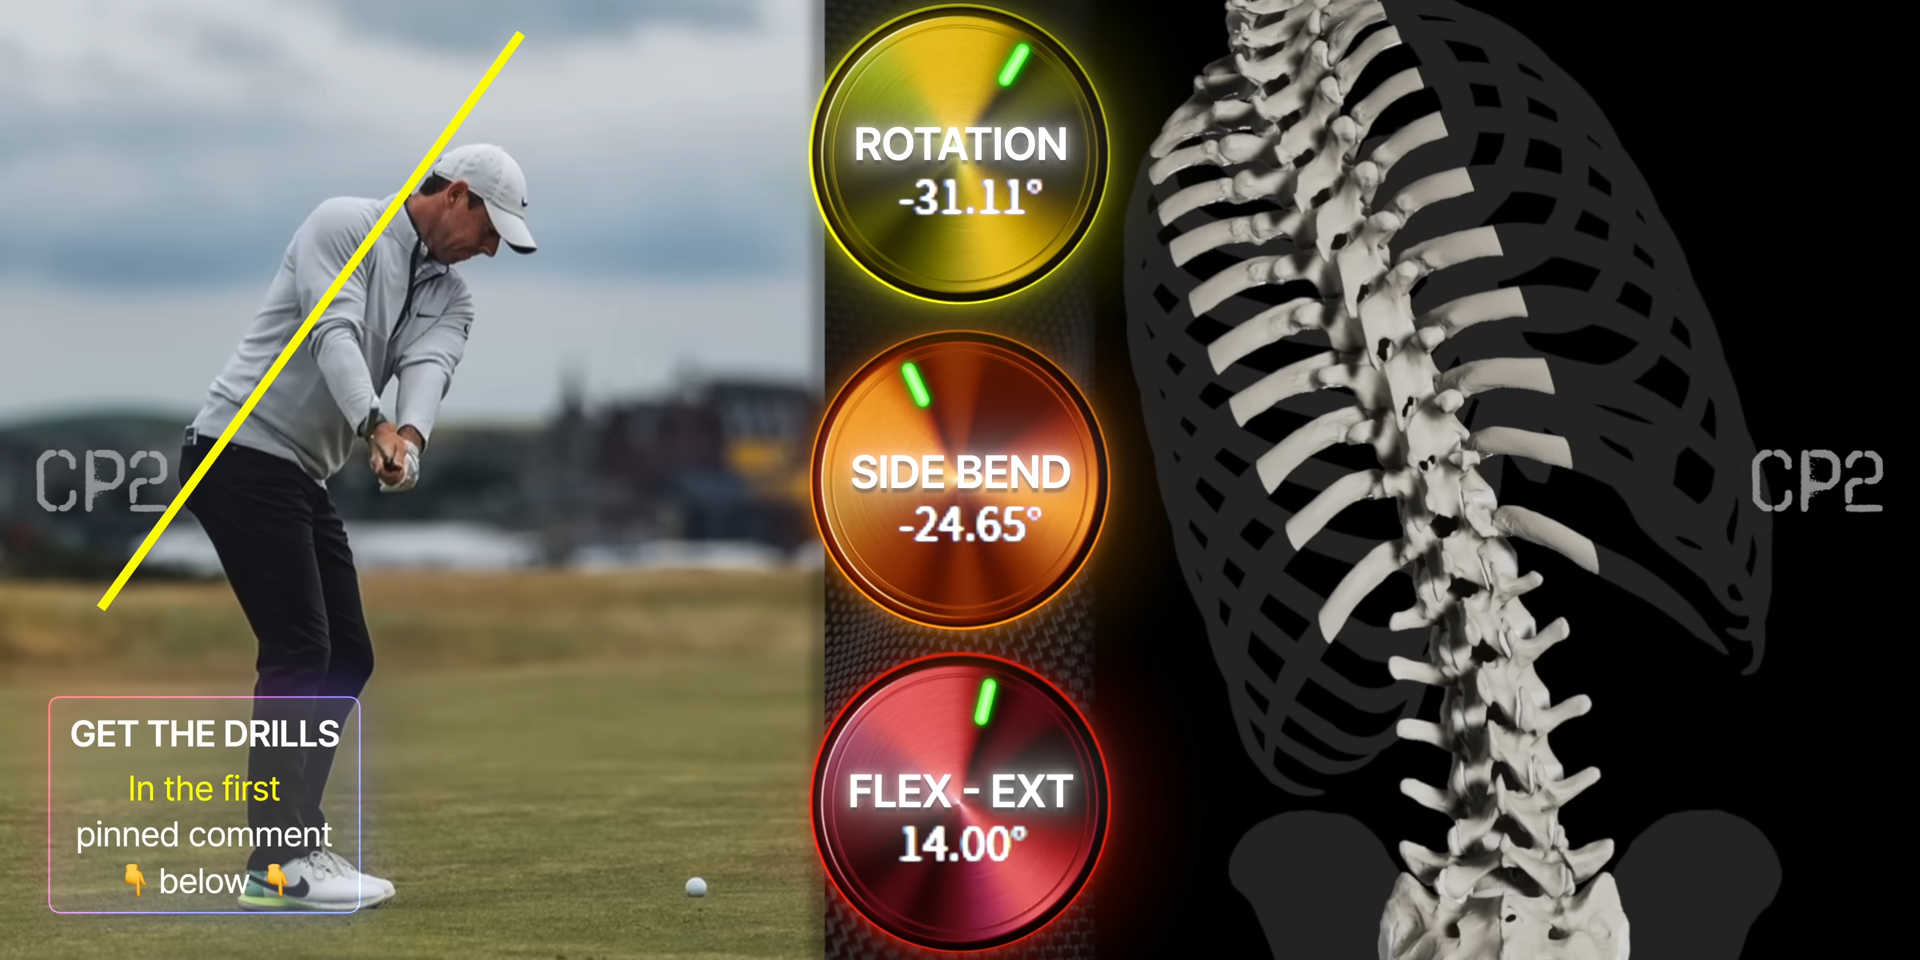 CP2
GET THE DRILLS
In the first
pinned comment
👇 below 👇
ROTATION
-31.11°
SIDE BEND
-24.65°
FLEX - EXT
14.00°
CP2